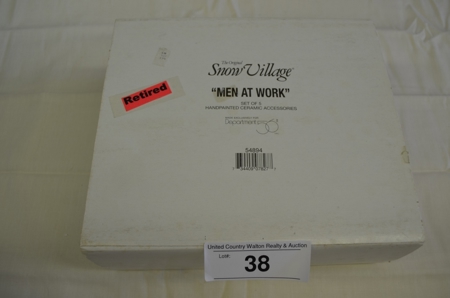 The Original
Snow Village
Retired
"MEN AT WORK"
SET OF 5
HANDPAINTED CERAMIC ACCESSORIES
Department 56
54894
United Country Walton Realty & Auction
Lot#
38